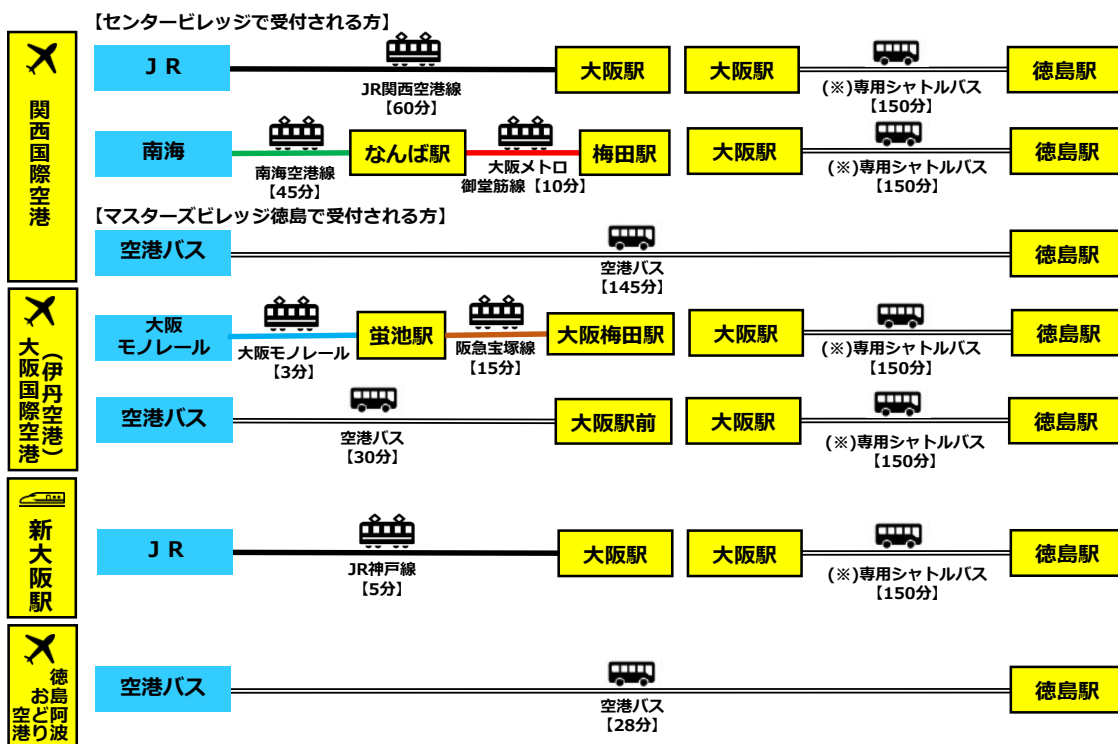 【センタービレッジで受付される方】
関西国際空港
ＪＲ
JR関西空港線
【60分】
大阪駅
大阪駅
(※)専用シャトルバス
【150分】
徳島駅
南海
南海空港線
【45分】
なんば駅
大阪メトロ
御堂筋線【10分】
梅田駅
大阪駅
(※)専用シャトルバス
【150分】
徳島駅
【マスターズビレッジ徳島で受付される方】
空港バス
空港バス
【145分】
徳島駅
大阪国際空港
（伊丹空港）
大阪
モノレール
大阪モノレール
【3分】
蛍池駅
阪急宝塚線
【15分】
大阪梅田駅
大阪駅
(※)専用シャトルバス
【150分】
徳島駅
空港バス
空港バス
【30分】
大阪駅前
大阪駅
(※)専用シャトルバス
【150分】
徳島駅
新大阪駅
ＪＲ
JR神戸線
【5分】
大阪駅
大阪駅
(※)専用シャトルバス
【150分】
徳島駅
徳島阿波
おどり
空港
空港バス
空港バス
【28分】
徳島駅